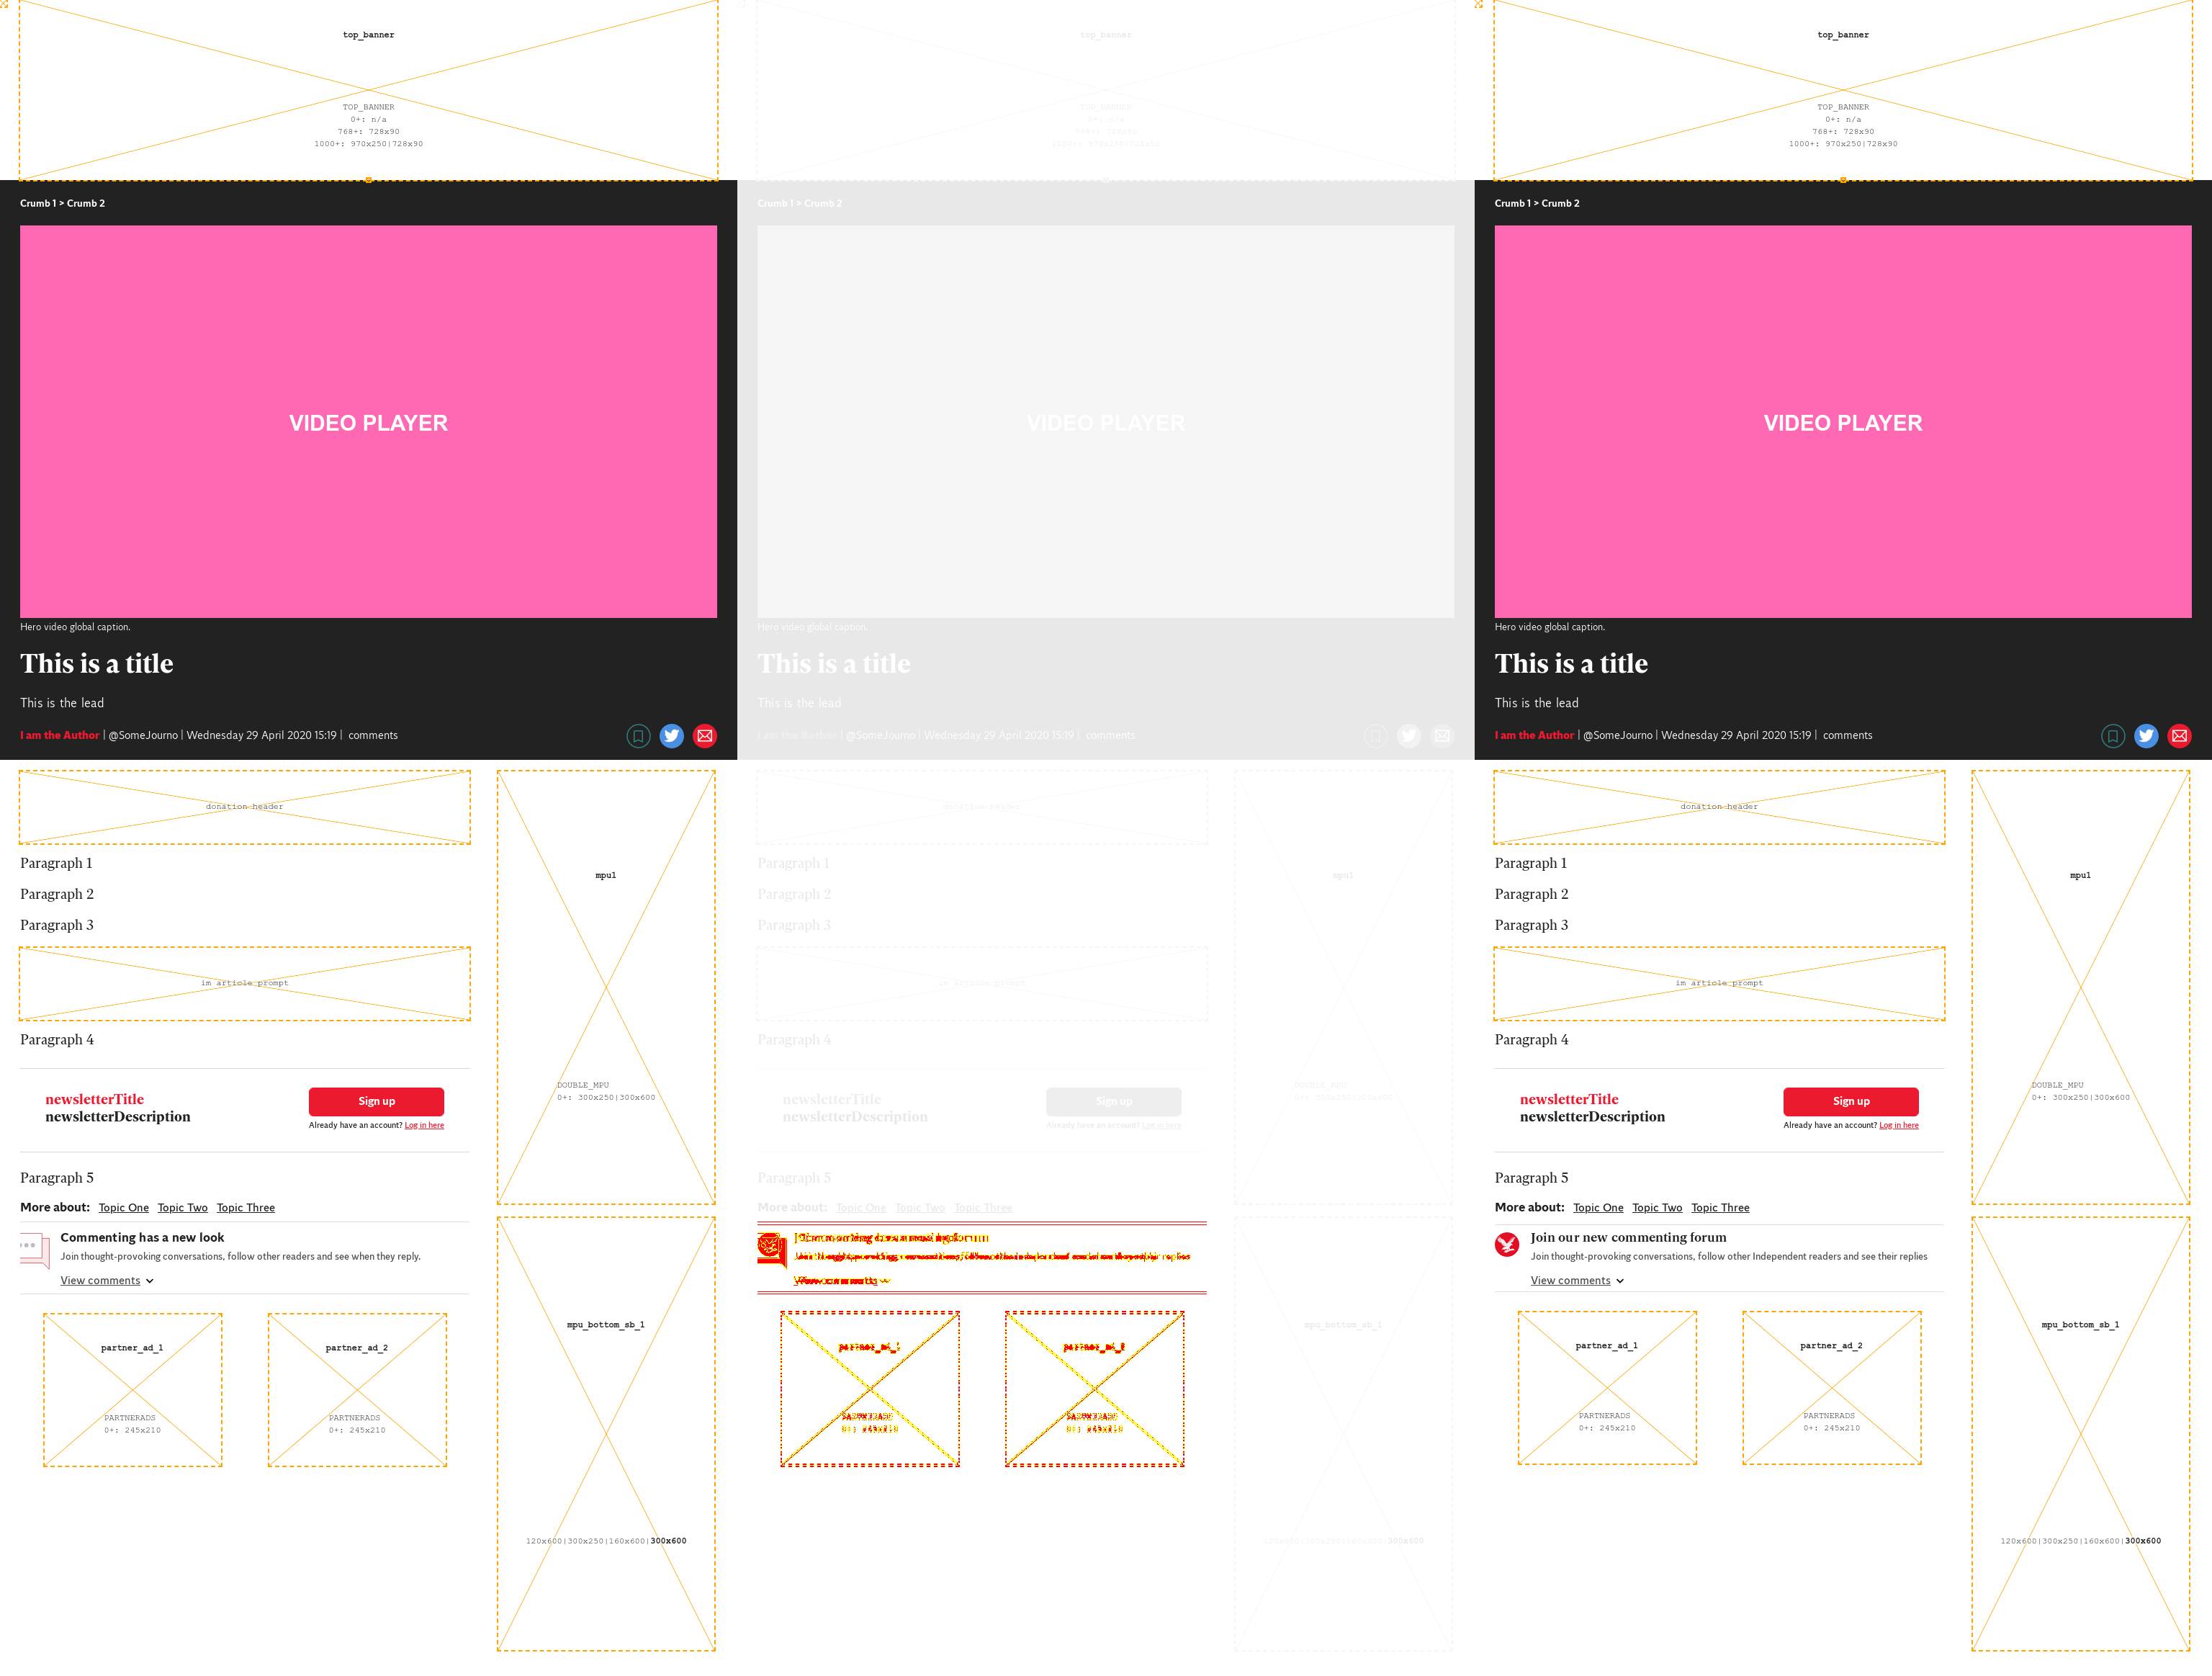 top_banner
TOP_BANNER
0+: n/a
768+: 728x90
1000+: 970x250|728x90
Crumb 1 > Crumb 2
VIDEO PLAYER
Hero video global caption.
This is a title
This is the lead
I am the Author | @SomeJourno | Wednesday 29 April 2020 15:19 | comments
donation-header
Paragraph 1
Paragraph 2
Paragraph 3
im article prompt
Paragraph 4
newsletterTitle
newsletterDescription
Sign up
Already have an account? Log in here
Paragraph 5
More about: Topic One Topic Two Topic Three
Commenting has a new look
Join thought-provoking conversations, follow other readers and see when they reply.
View comments
partner_ad_1
PARTNERADS
0+: 245x210
partner_ad_2
PARTNERADS
0+: 245x210
mpu1
DOUBLE_MPU
0+: 300x250|300x600
mpu_bottom_sb_1
120x600|300x250|160x600|300x600
top_banner
TOP_BANNER
0+: n/a
768+: 728x90
1000+: 970x250|728x90
Crumb 1 > Crumb 2
VIDEO PLAYER
Hero video global caption.
This is a title
This is the lead
I am the Author | @SomeJourno | Wednesday 29 April 2020 15:19 | comments
donation-header
Paragraph 1
Paragraph 2
Paragraph 3
im article prompt
Paragraph 4
newsletterTitle
newsletterDescription
Sign up
Already have an account? Log in here
Paragraph 5
More about: Topic One Topic Two Topic Three
mpu1
DOUBLE_MPU
0+: 300x250|300x600
mpu_bottom_sb_1
120x600|300x250|160x600|300x600
top_banner
TOP_BANNER
0+: n/a
768+: 728x90
1000+: 970x250|728x90
Crumb 1 > Crumb 2
VIDEO PLAYER
Hero video global caption.
This is a title
This is the lead
I am the Author | @SomeJourno | Wednesday 29 April 2020 15:19 | comments
donation-header
Paragraph 1
Paragraph 2
Paragraph 3
im article prompt
Paragraph 4
newsletterTitle
newsletterDescription
Sign up
Already have an account? Log in here
Paragraph 5
More about: Topic One Topic Two Topic Three
Join our new commenting forum
Join thought-provoking conversations, follow other Independent readers and see their replies
View comments
partner_ad_1
PARTNERADS
0+: 245x210
partner_ad_2
PARTNERADS
0+: 245x210
mpu1
DOUBLE_MPU
0+: 300x250|300x600
mpu_bottom_sb_1
120x600|300x250|160x600|300x600